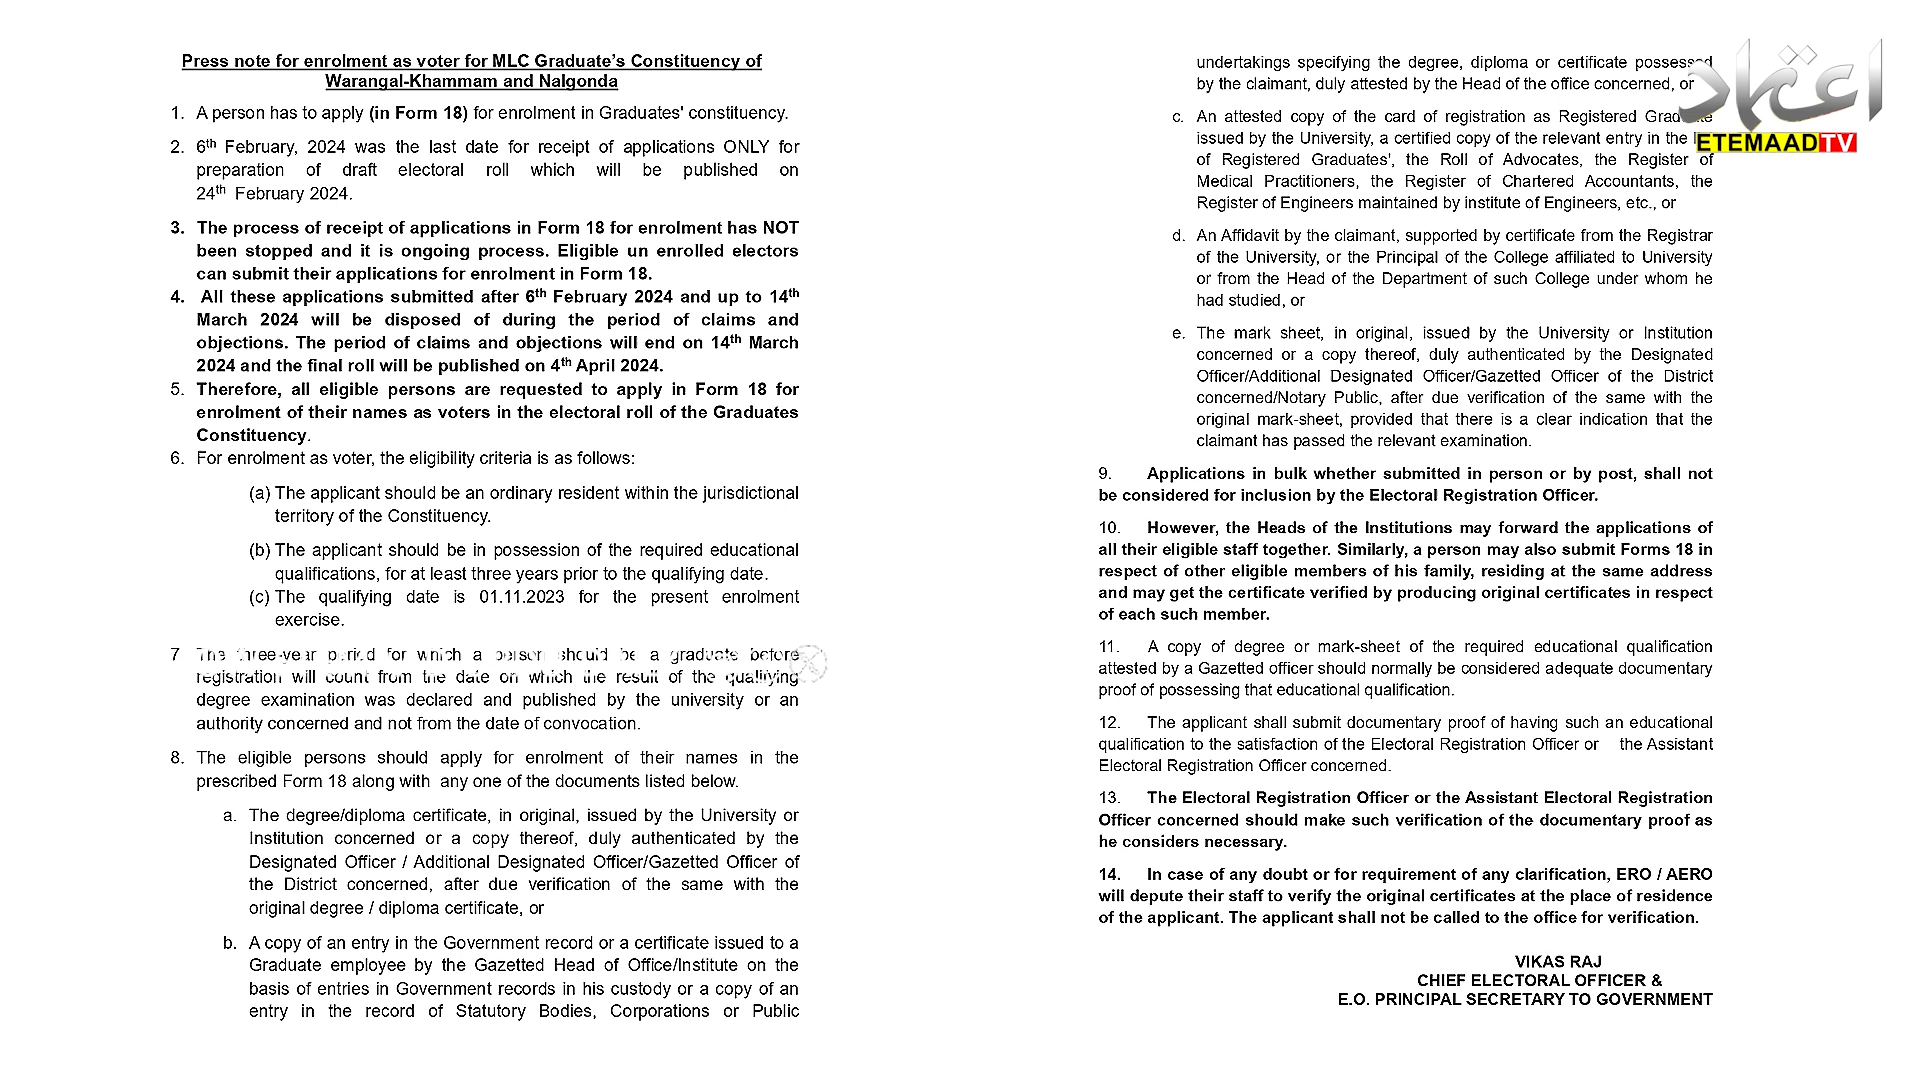 Press note for enrolment as voter for MLC Graduate's Constituency of
Warangal-Khammam and Nalgonda
1. A person has to apply (in Form 18) for enrolment in Graduates' constituency.
2. 6th February, 2024 was the last date for receipt of applications ONLY for
preparation of draft electoral roll which will be published on
24th February 2024.
3. The process of receipt of applications in Form 18 for enrolment has NOT
been stopped and it is ongoing process. Eligible un enrolled electors
can submit their applications for enrolment in Form 18.
4. All these applications submitted after 6th February 2024 and up to 14th
March 2024 will be disposed of during the period of claims and
objections. The period of claims and objections will end on 14th March
2024 and the final roll will be published on 4th April 2024.
5. Therefore, all eligible persons are requested to apply in Form 18 for
enrolment of their names as voters in the electoral roll of the Graduates
Constituency.
6. For enrolment as voter, the eligibility criteria is as follows:
(a) The applicant should be an ordinary resident within the jurisdictional
territory of the Constituency.
(b) The applicant should be in possession of the required educational
qualifications, for at least three years prior to the qualifying date.
(c) The qualifying date is 01.11.2023 for the present enrolment
exercise.
7 The three-year period for which a person should be a graduate before
registration will count from the date on which the result of the qualifying
degree examination was declared and published by the university or an
authority concerned and not from the date of convocation.
8. The eligible persons should apply for enrolment of their names in the
prescribed Form 18 along with any one of the documents listed below.
a. The degree/diploma certificate, in original, issued by the University or
Institution concerned or a copy thereof, duly authenticated by the
Designated Officer / Additional Designated Officer/Gazetted Officer of
the District concerned, after due verification of the same with the
original degree / diploma certificate, or
b. A copy of an entry in the Government record or a certificate issued to a
Graduate employee by the Gazetted Head of Office/Institute on the
basis of entries in Government records in his custody or a copy of an
entry in the record of Statutory Bodies, Corporations or Public
undertakings specifying the degree, diploma or certificate possessed
by the claimant, duly attested by the Head of the office concerned, or
c. An attested copy of the card of registration as Registered Graduate
issued by the University, a certified copy of the relevant entry in the
of Registered Graduates', the Roll of Advocates, the Register of
Medical Practitioners, the Register of Chartered Accountants, the
Register of Engineers maintained by institute of Engineers, etc., or
d. An Affidavit by the claimant, supported by certificate from the Registrar
of the University, or the Principal of the College affiliated to University
or from the Head of the Department of such College under whom he
had studied, or
e. The mark sheet, in original, issued by the University or Institution
concerned or a copy thereof, duly authenticated by the Designated
Officer/Additional Designated Officer/Gazetted Officer of the District
concerned/Notary Public, after due verification of the same with the
original mark-sheet, provided that there is a clear indication that the
claimant has passed the relevant examination.
9. Applications in bulk whether submitted in person or by post, shall not
be considered for inclusion by the Electoral Registration Officer.
10. However, the Heads of the Institutions may forward the applications of
all their eligible staff together. Similarly, a person may also submit Forms 18 in
respect of other eligible members of his family, residing at the same address
and may get the certificate verified by producing original certificates in respect
of each such member.
11. A copy of degree or mark-sheet of the required educational qualification
attested by a Gazetted officer should normally be considered adequate documentary
proof of possessing that educational qualification.
12. The applicant shall submit documentary proof of having such an educational
qualification to the satisfaction of the Electoral Registration Officer or the Assistant
Electoral Registration Officer concerned.
13. The Electoral Registration Officer or the Assistant Electoral Registration
Officer concerned should make such verification of the documentary proof as
he considers necessary.
14. In case of any doubt or for requirement of any clarification, ERO / AERO
will depute their staff to verify the original certificates at the place of residence
of the applicant. The applicant shall not be called to the office for verification.
VIKAS RAJ
CHIEF ELECTORAL OFFICER &
E.O. PRINCIPAL SECRETARY TO GOVERNMENT
اعتماد
ETEMAAD TV